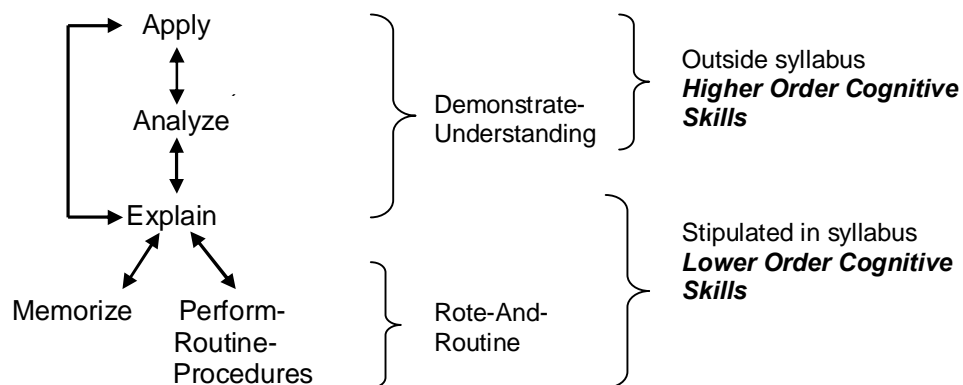 Apply
Analyze
Explain
Memorize
Perform-
Routine-
Procedures
Demonstrate-
Understanding
Rote-And-
Routine
Outside syllabus
Higher Order Cognitive
Skills
Stipulated in syllabus
Lower Order Cognitive
Skills